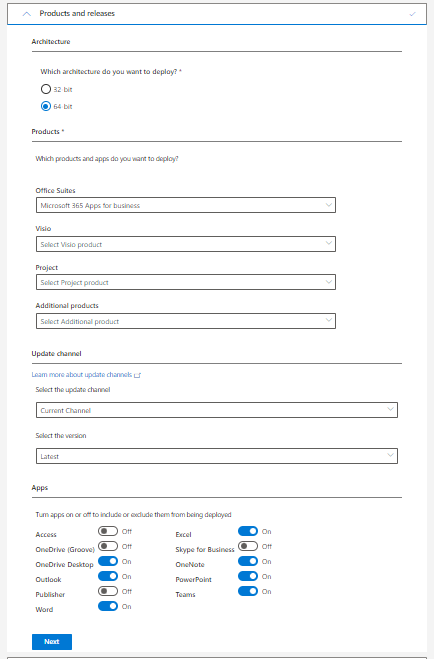 Products and releases
Architecture
Which architecture do you want to deploy? *
32 bit
64 bit
Products *
Which products and apps do you want to deploy?
Office Suites
Microsoft 365 Apps for business
Visio
Select Visio product
Project
Select Project product
Additional products
Select Additional product
Update channel
Learn more about update channels
Select the update channel
Current Channel
Select the version
Latest
Apps
Turn apps on or off to include or exclude them from being deployed
Access Off Excel On
OneDrive (Groove) Off Skype for Business Off
OneDrive Desktop On OneNote On
Outlook On PowerPoint On
Publisher Off Teams On
Word On
Next